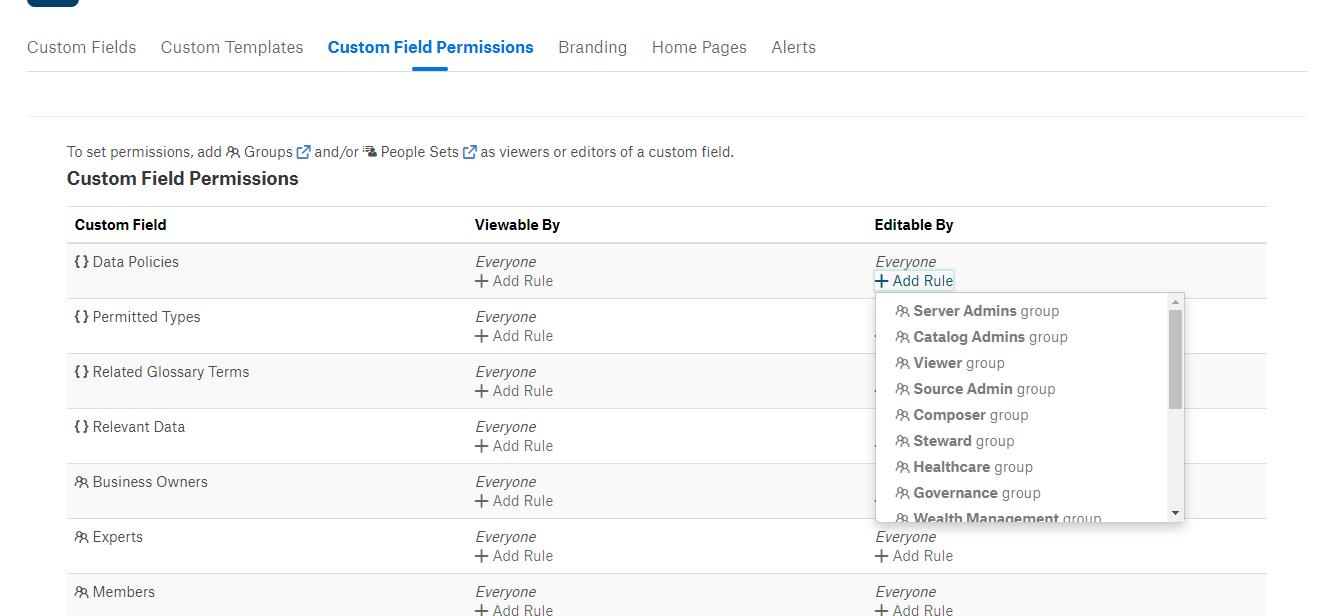 Custom Fields Custom Templates Custom Field Permissions Branding Home Pages Alerts
To set permissions, add Groups and/or People Sets as viewers or editors of a custom field.
Custom Field Permissions
Custom Field Viewable By Editable By
{} Data Policies Everyone Everyone
+ Add Rule + Add Rule
Server Admins group
{} Permitted Types Everyone
+ Add Rule Catalog Admins group
Viewer group
{} Related Glossary Terms Everyone
+ Add Rule Source Admin group
Composer group
{} Relevant Data Everyone
+ Add Rule Steward group
Healthcare group
Business Owners Everyone
+ Add Rule Governance group
Wealth Management group
Experts Everyone Everyone
+ Add Rule + Add Rule
Members Everyone Everyone
+ Add Rule + Add Rule